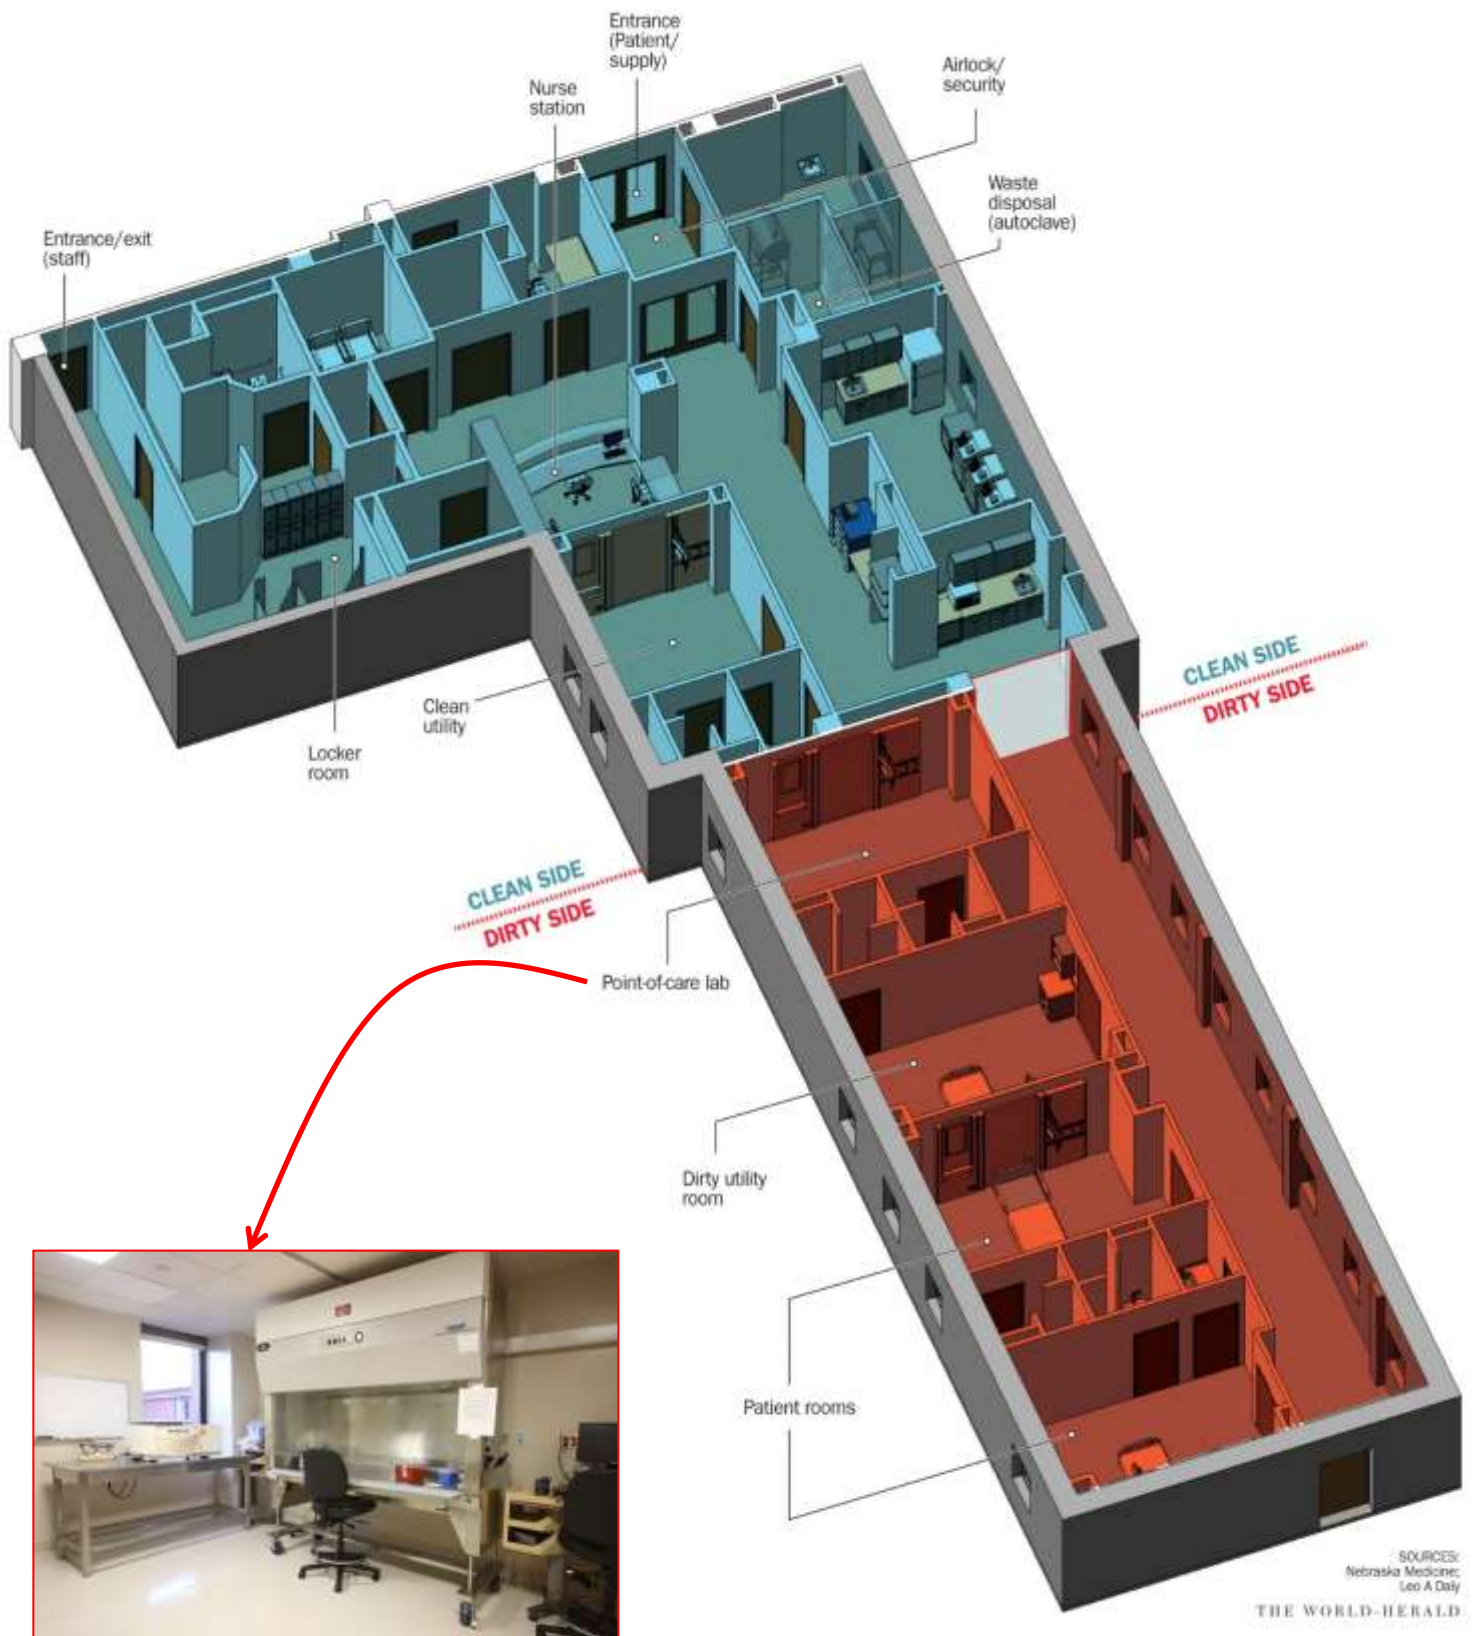 Entrance
(Patient/
supply)
Airlock/
security
Nurse
station
Waste
disposal
(autoclave)
Entrance/exit
(staff)
CLEAN SIDE
DIRTY SIDE
Clean
utility
Locker
room
CLEAN SIDE
DIRTY SIDE
Point-of-care lab
Dirty utility
room
Patient rooms
SOURCES:
Nebraska Medicine;
Leo A Daly
THE WORLD-HERALD